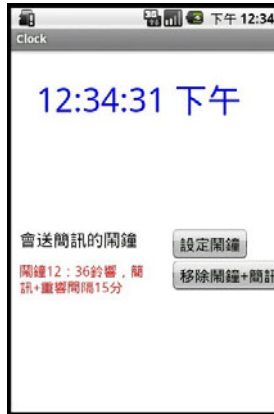 下午 12:34
Clock
12:34:31 下午
會送簡訊的鬧鐘
設定鬧鐘
鬧鐘12：36鈴響，簡
訊+重響間隔15分
移除鬧鐘+簡訊